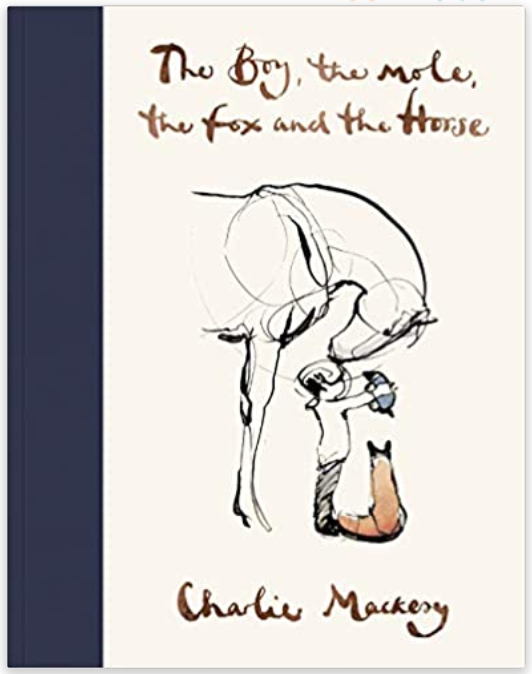 The Boy, the mole,
the fox and the Horse
Charlie Mackesy